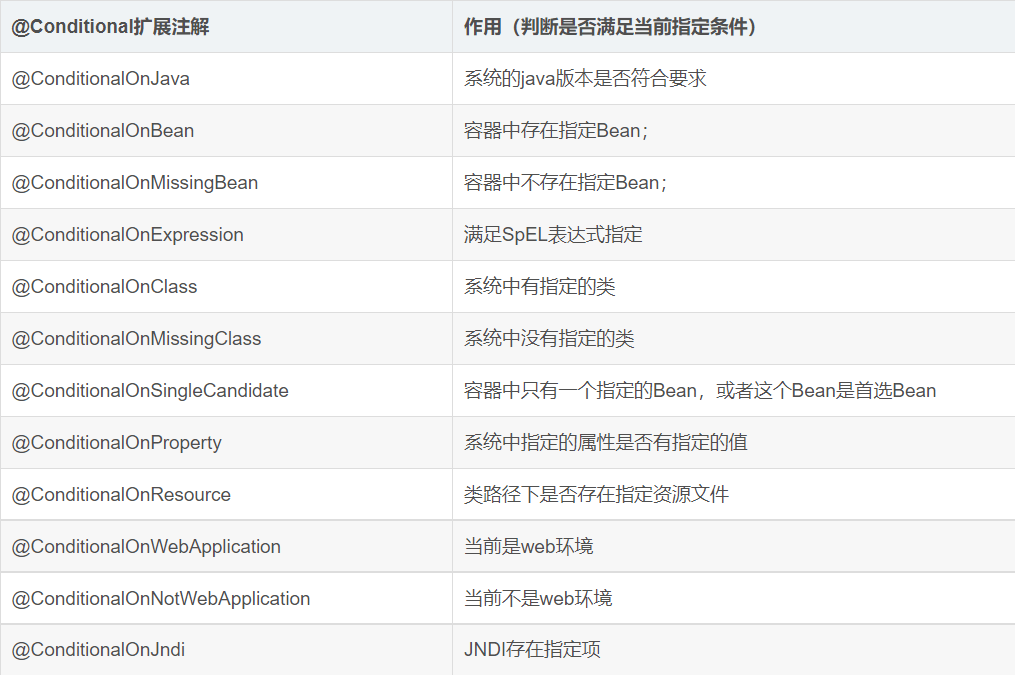 @Conditional扩展注解 作用（判断是否满足当前指定条件）
@ConditionalOnJava 系统的java版本是否符合要求
@ConditionalOnBean 容器中存在指定Bean；
@ConditionalOnMissingBean 容器中不存在指定Bean；
@ConditionalOnExpression 满足SpEL表达式指定
@ConditionalOnClass 系统中有指定的类
@ConditionalOnMissingClass 系统中没有指定的类
@ConditionalOnSingleCandidate 容器中只有一个指定的Bean，或者这个Bean是首选Bean
@ConditionalOnProperty 系统中指定的属性是否有指定的值
@ConditionalOnResource 类路径下是否存在指定资源文件
@ConditionalOnWebApplication 当前是web环境
@ConditionalOnNotWebApplication 当前不是web环境
@ConditionalOnJndi JNDI存在指定项